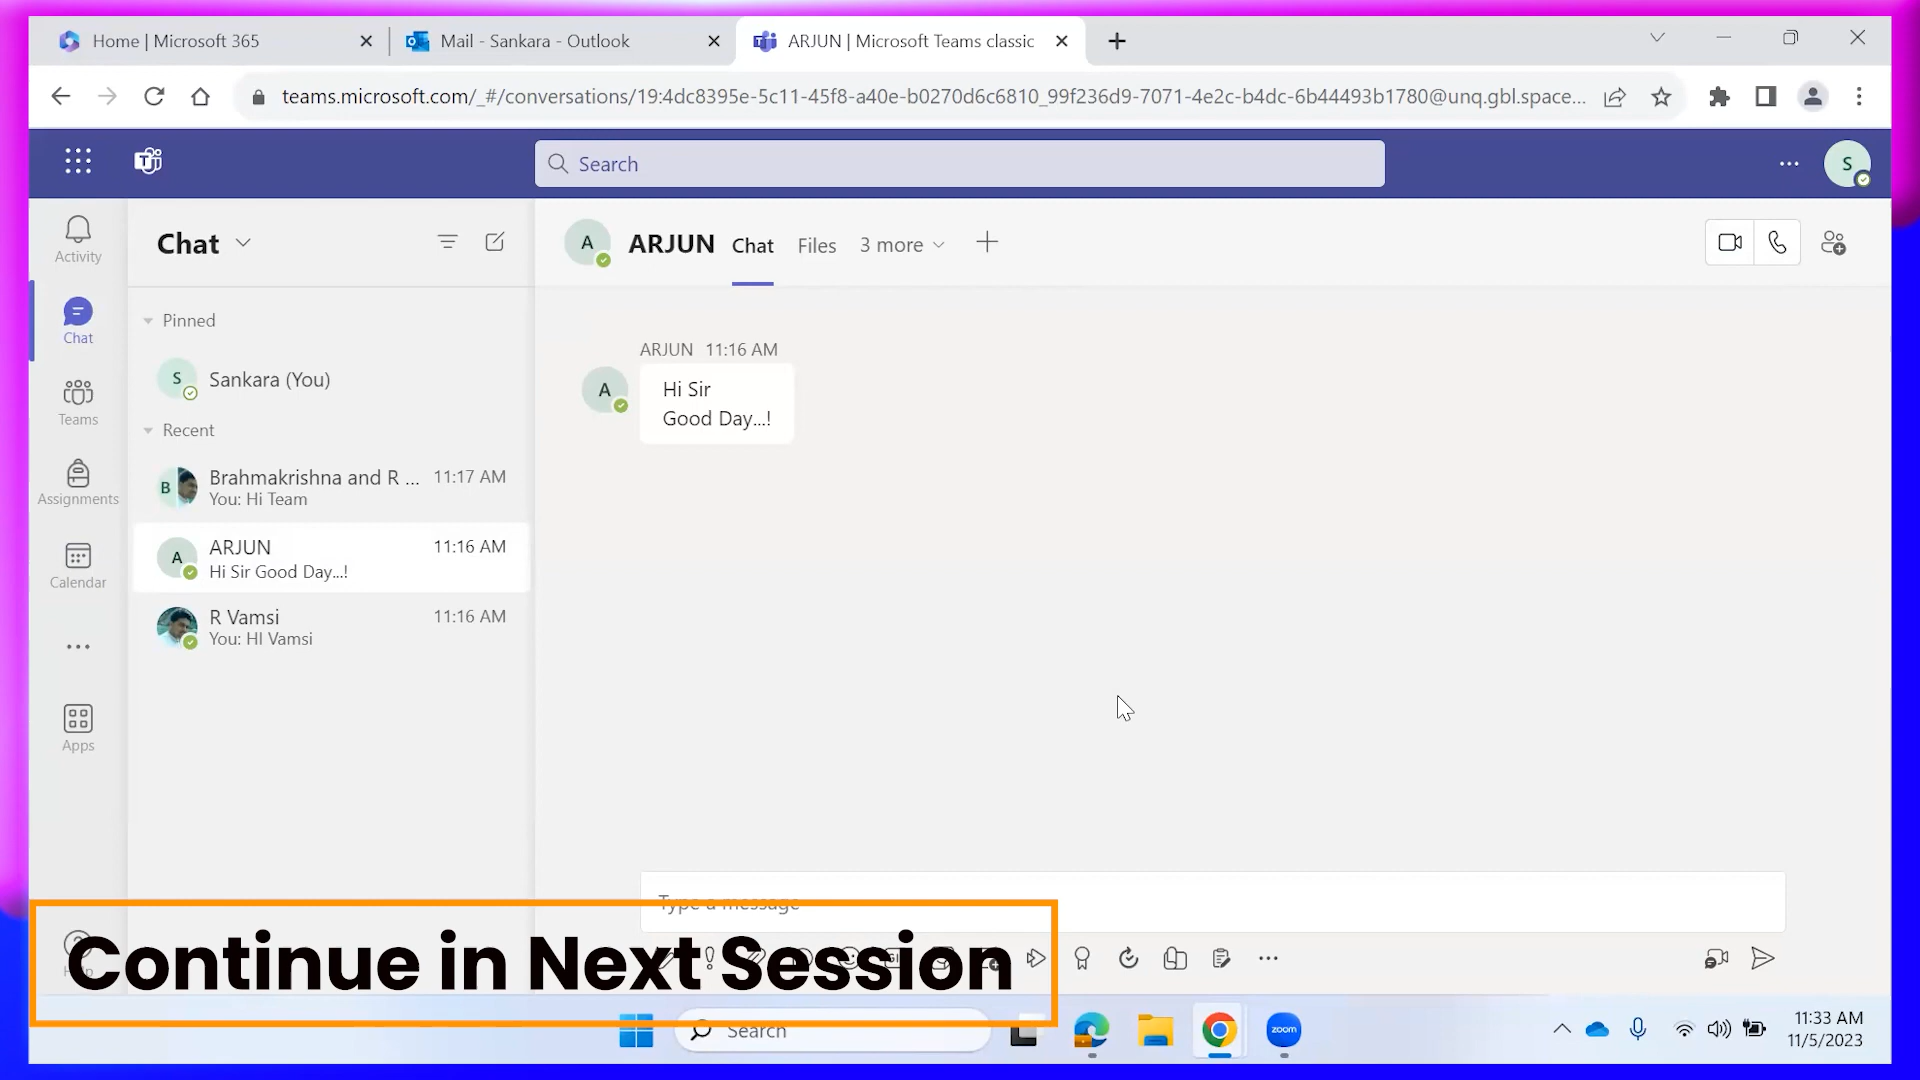 Home | Microsoft 365
Mail - Sankara - Outlook
ARJUN | Microsoft Teams classic
teams.microsoft.com/_#/conversations/19:4dc8395e-5c11-45f8-a40e-b0270d6c6810_99f236d9-7071-4e2c-b4dc-6b44493b1780@unq.gbl.space...
Search
S
Activity
Chat
Teams
Assignments
Calendar
Apps
Chat
Pinned
S
Sankara (You)
Recent
B
Brahmakrishna and R ... 11:17 AM
You: Hi Team
A
ARJUN 11:16 AM
Hi Sir Good Day...!
R Vamsi 11:16 AM
You: HI Vamsi
A ARJUN Chat Files 3 more
ARJUN 11:16 AM
A
Hi Sir
Good Day...!
Type a message
Continue in Next Session
Search
zoom
11:33 AM
11/5/2023